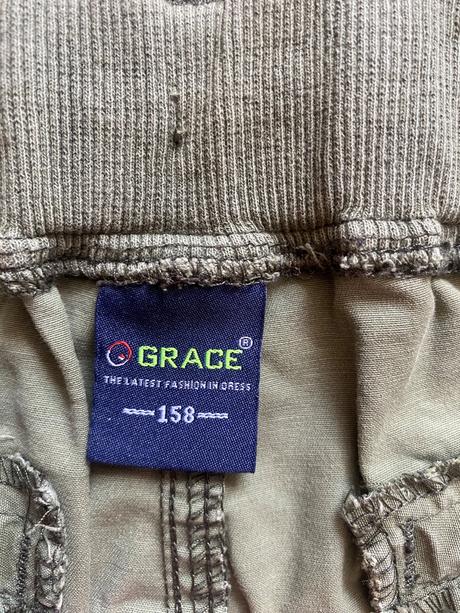 GRACE®
THE LATEST FASHION IN DRESS
158